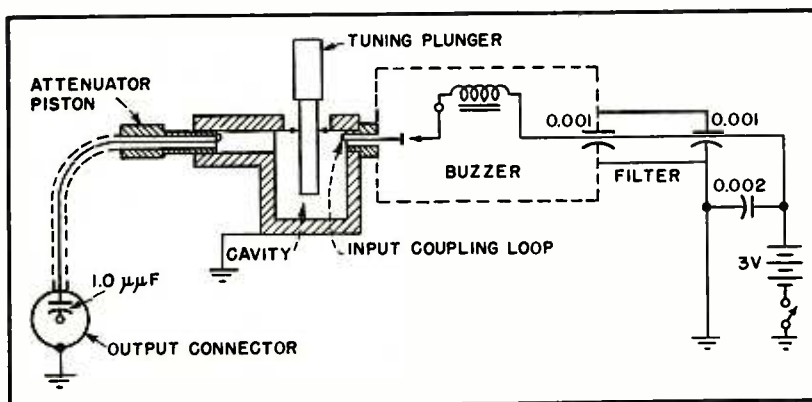 TUNING PLUNGER
ATTENUATOR
PISTON
0.001
0.001
BUZZER
FILTER
0.002
CAVITY
INPUT COUPLING LOOP
3V
1.0 μμF
OUTPUT CONNECTOR